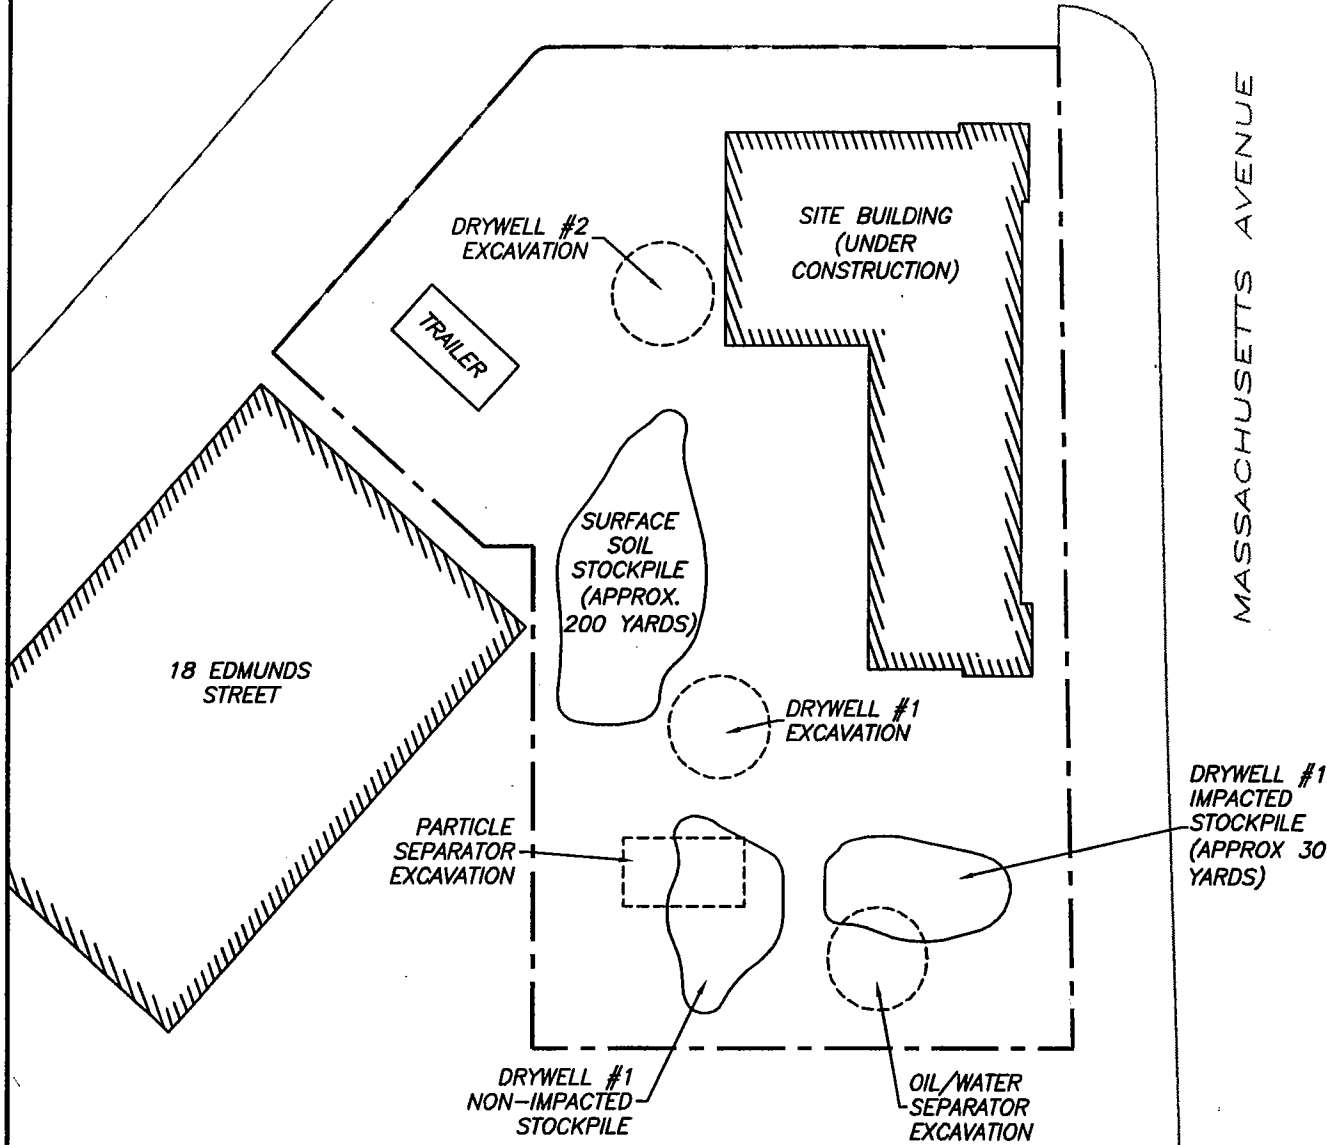 MASSACHUSETTS AVENUE
DRYWELL #2
EXCAVATION
SITE BUILDING
(UNDER
CONSTRUCTION)
TRAILER
SURFACE
SOIL
STOCKPILE
(APPROX.
200 YARDS)
18 EDMUNDS
STREET
DRYWELL #1
EXCAVATION
DRYWELL #1
IMPACTED
STOCKPILE
(APPROX 30
YARDS)
PARTICLE
SEPARATOR
EXCAVATION
DRYWELL #1
NON-IMPACTED
STOCKPILE
OIL/WATER
SEPARATOR
EXCAVATION